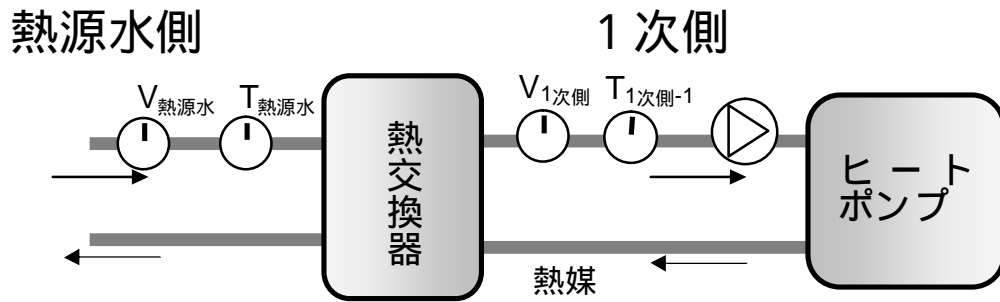 熱源水側
1次側
V熱源水
T熱源水
V1次側
T1次側-1
熱交換器
ヒート
ポンプ
熱媒